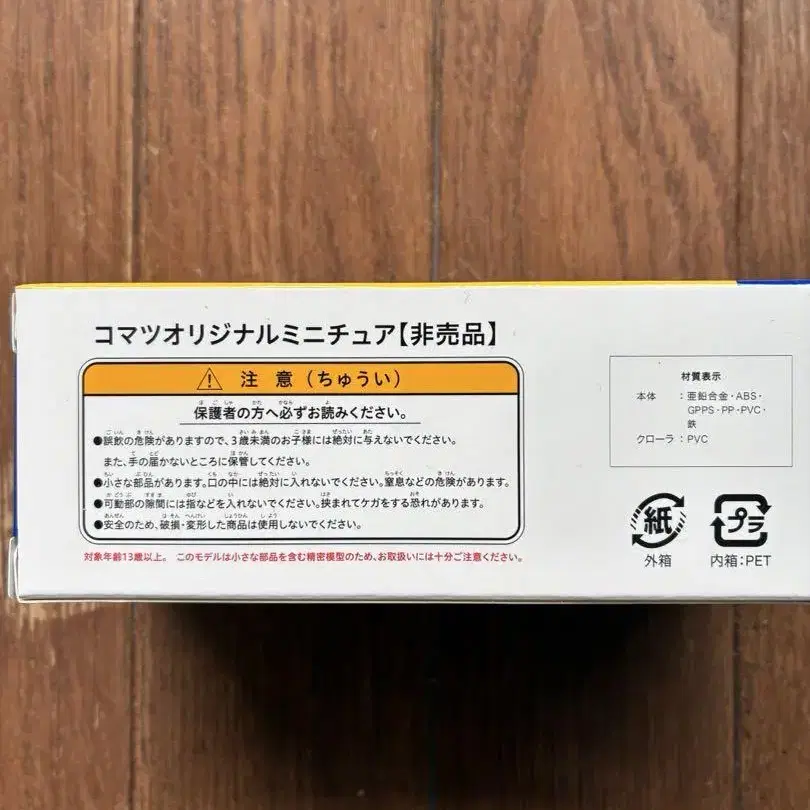 コマツオリジナルミニチュア【非売品】
注 意（ちゅうい）
保護者の方へ必ずお読みください。
●誤飲の危険がありますので、3歳未満のお子様には絶対に与えないでください。
また、手の届かないところに保管してください。
●小さな部品があります。口の中には絶対に入れないでください。窒息などの危険があります。
●可動部の隙間には指などを入れないでください。挟まれてケガをする恐れがあります。
●安全のため、破損・変形した商品は使用しないでください。
対象年齢13歳以上。 このモデルは小さな部品を含む精密模型のため、お取扱いには十分ご注意ください。
材質表示
本体 ：亜鉛合金・ABS・
GPPS・PP・PVC・
鉄
クローラ：PVC
紙
外箱
プラ
内箱：PET